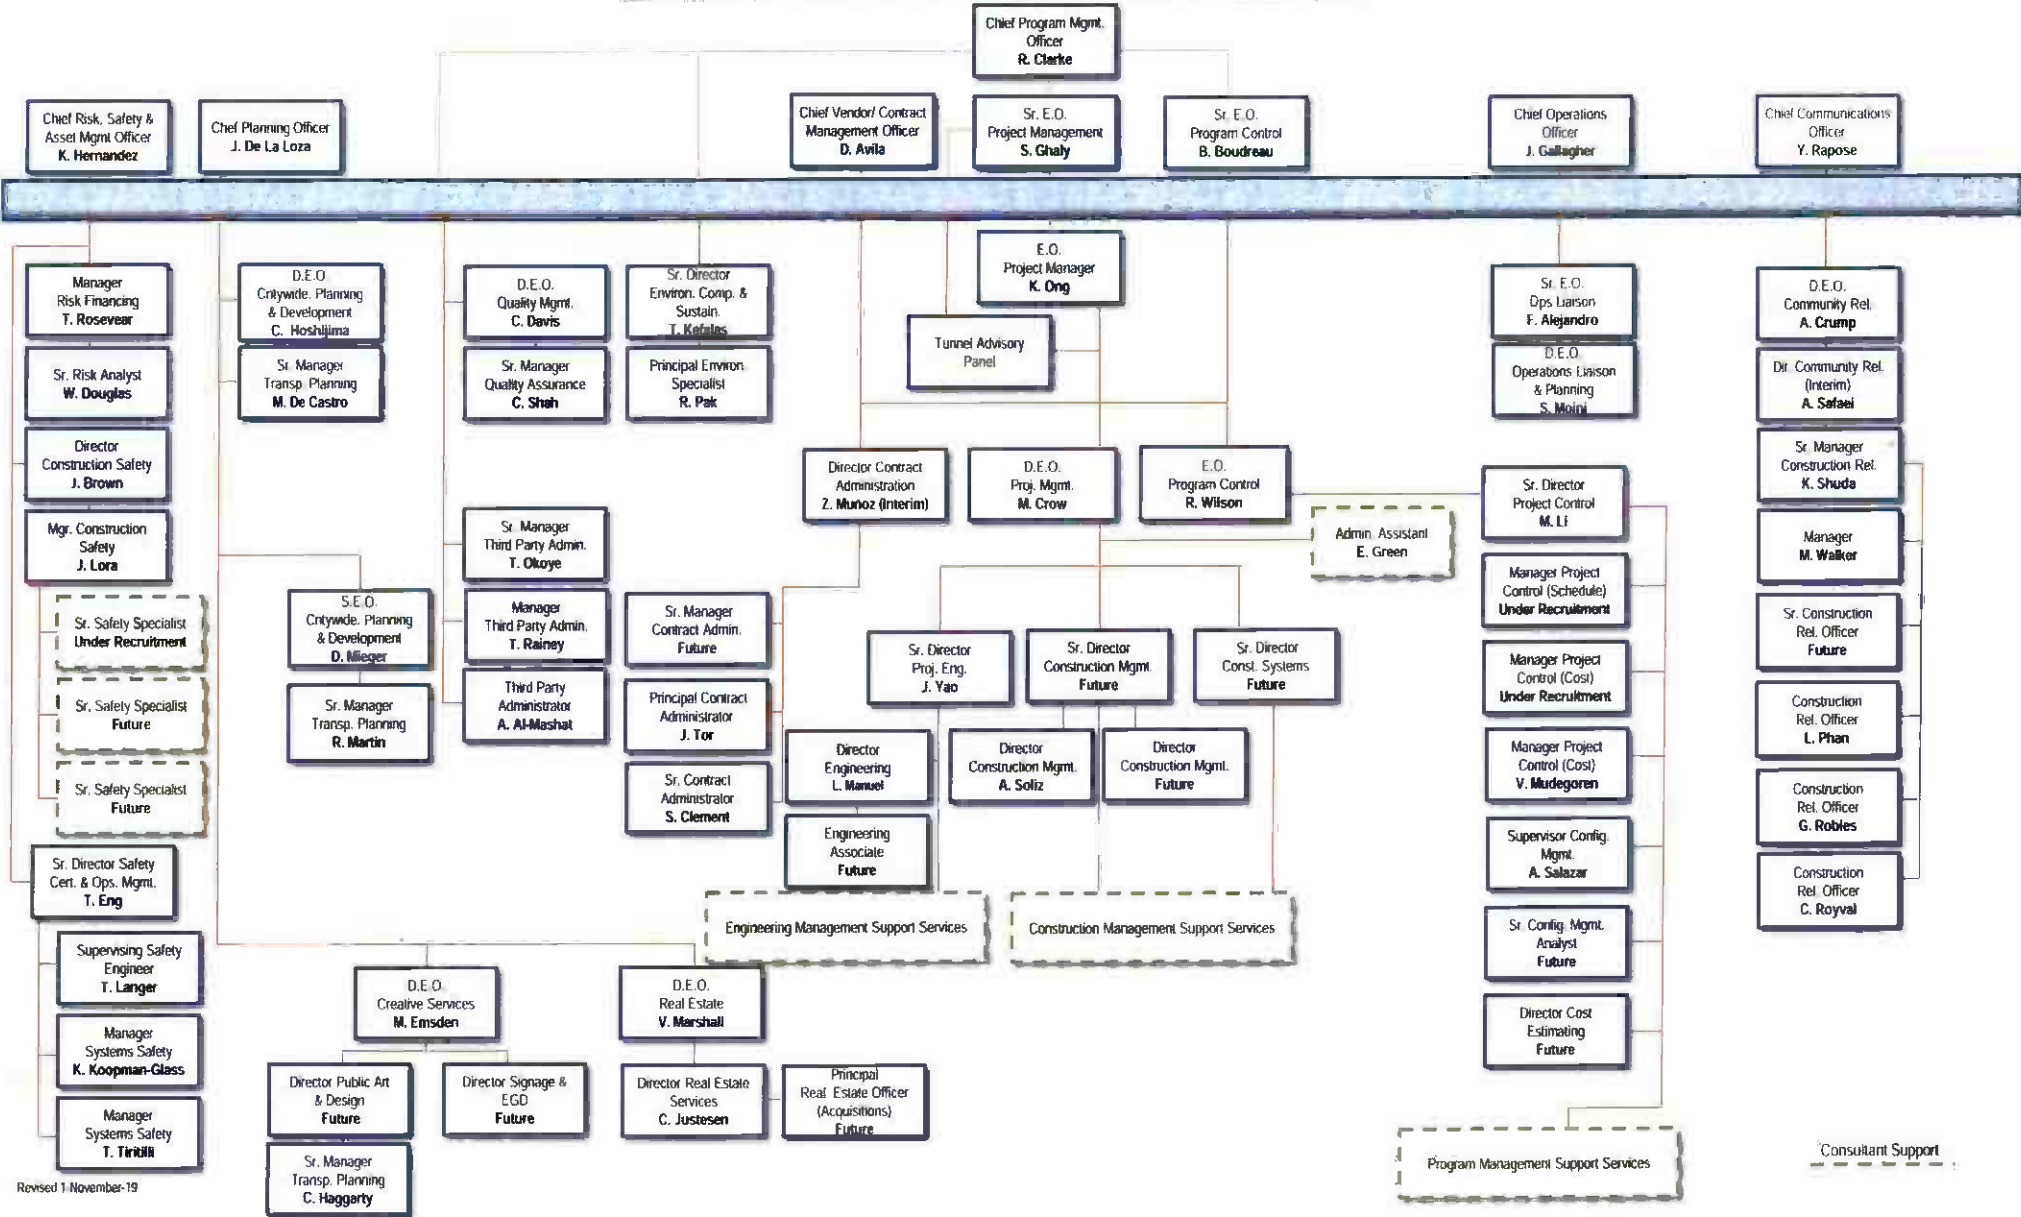 Chief Program Mgmt.
Officer
R. Clarke
Chief Risk, Safety &
Asset Mgmt Officer
K. Hernandez
Chef Planning Officer
J. De La Loza
Chief Vendor/ Contract
Management Officer
D. Avila
Sr. E.O.
Project Management
S. Ghaly
Sr. E.O.
Program Control
B. Boudreau
Chief Operations
Officer
J. Gallagher
Chief Communications
Officer
Y. Rapose
Manager
Risk Financing
T. Rosevear
Sr. Risk Analyst
W. Douglas
Director
Construction Safety
J. Brown
Mgr. Construction
Safety
J. Lora
Sr. Safety Specialist
Under Recruitment
Sr. Safety Specialist
Future
Sr. Safety Specialist
Future
Sr. Director Safety
Cert. & Ops. Mgmt.
T. Eng
Supervising Safety
Engineer
T. Langer
Manager
Systems Safety
K. Koopman-Glass
Manager
Systems Safety
T. Tiritilli
D.E.O
Cntywide. Planning
& Development
C. Hoshijima
Sr. Manager
Transp. Planning
M. De Castro
S.E.O.
Cntywide. Planning
& Development
D. Mieger
Sr. Manager
Transp. Planning
R. Martin
D.E.O.
Creative Services
M. Emsden
Director Public Art
& Design
Future
Sr. Manager
Transp. Planning
C. Haggarty
Director Signage &
EGD
Future
D.E.O.
Real Estate
V. Marshall
Director Real Estate
Services
C. Justesen
Principal
Real Estate Officer
(Acquisitions)
Future
D.E.O.
Quality Mgmt.
C. Davis
Sr. Manager
Quality Assurance
C. Shah
Sr. Manager
Third Party Admin.
T. Okoye
Manager
Third Party Admin.
T. Rainey
Third Party
Administrator
A. Al-Mashat
Sr. Director
Environ. Comp. &
Sustain.
T. Kefalas
Principal Environ
Specialist
R. Pak
E.O.
Project Manager
K. Ong
Tunnel Advisory
Panel
Director Contract
Administration
Z. Muñoz (Interim)
D.E.O.
Proj. Mgmt.
M. Crow
E.O.
Program Control
R. Wilson
Admin. Assistant
E. Green
Sr. Manager
Contract Admin.
Future
Principal Contract
Administrator
J. Tor
Sr. Contract
Administrator
S. Clement
Sr. Director
Proj. Eng.
J. Yao
Sr. Director
Construction Mgmt.
Future
Sr. Director
Const. Systems
Future
Director
Engineering
L. Manuel
Engineering
Associate
Future
Director
Construction Mgmt.
A. Soliz
Director
Construction Mgmt.
Future
Engineering Management Support Services
Construction Management Support Services
Sr. E.O.
Ops Liaison
F. Alejandro
D.E.O.
Operations Liaison
& Planning
S. Moini
Sr. Director
Project Control
M. Li
Manager Project
Control (Schedule)
Under Recruitment
Manager Project
Control (Cost)
Under Recruitment
Manager Project
Control (Cost)
V. Mudegoren
Supervisor Config.
Mgmt.
A. Salazar
Sr. Config. Mgmt.
Analyst
Future
Director Cost
Estimating
Future
Program Management Support Services
D.E.O.
Community Rel.
A. Crump
Dir. Community Rel.
(Interim)
A. Safaei
Sr. Manager
Construction Rel.
K. Shuda
Manager
M. Walker
Sr. Construction
Rel. Officer
Future
Construction
Rel. Officer
L. Phan
Construction
Rel. Officer
G. Robles
Construction
Rel. Officer
C. Royval
Consultant Support
Revised 1-November-19